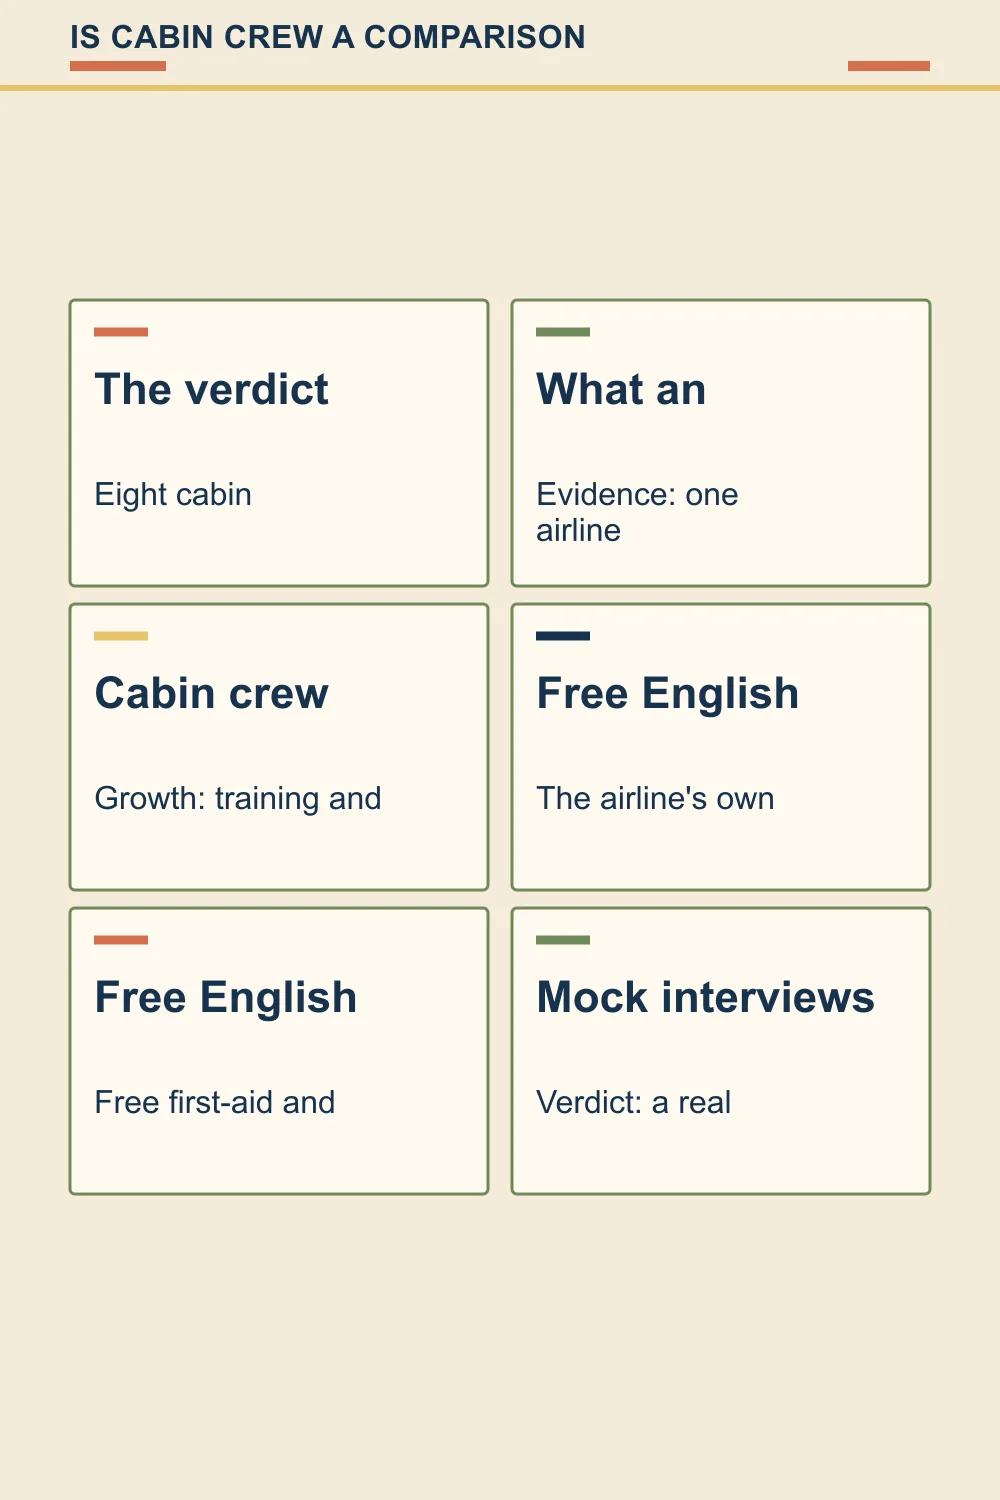 IS CABIN CREW A COMPARISON
The verdict
Eight cabin
What an
Evidence: one
airline
Cabin crew
Growth: training and
Free English
The airline's own
Free English
Free first-aid and
Mock interviews
Verdict: a real